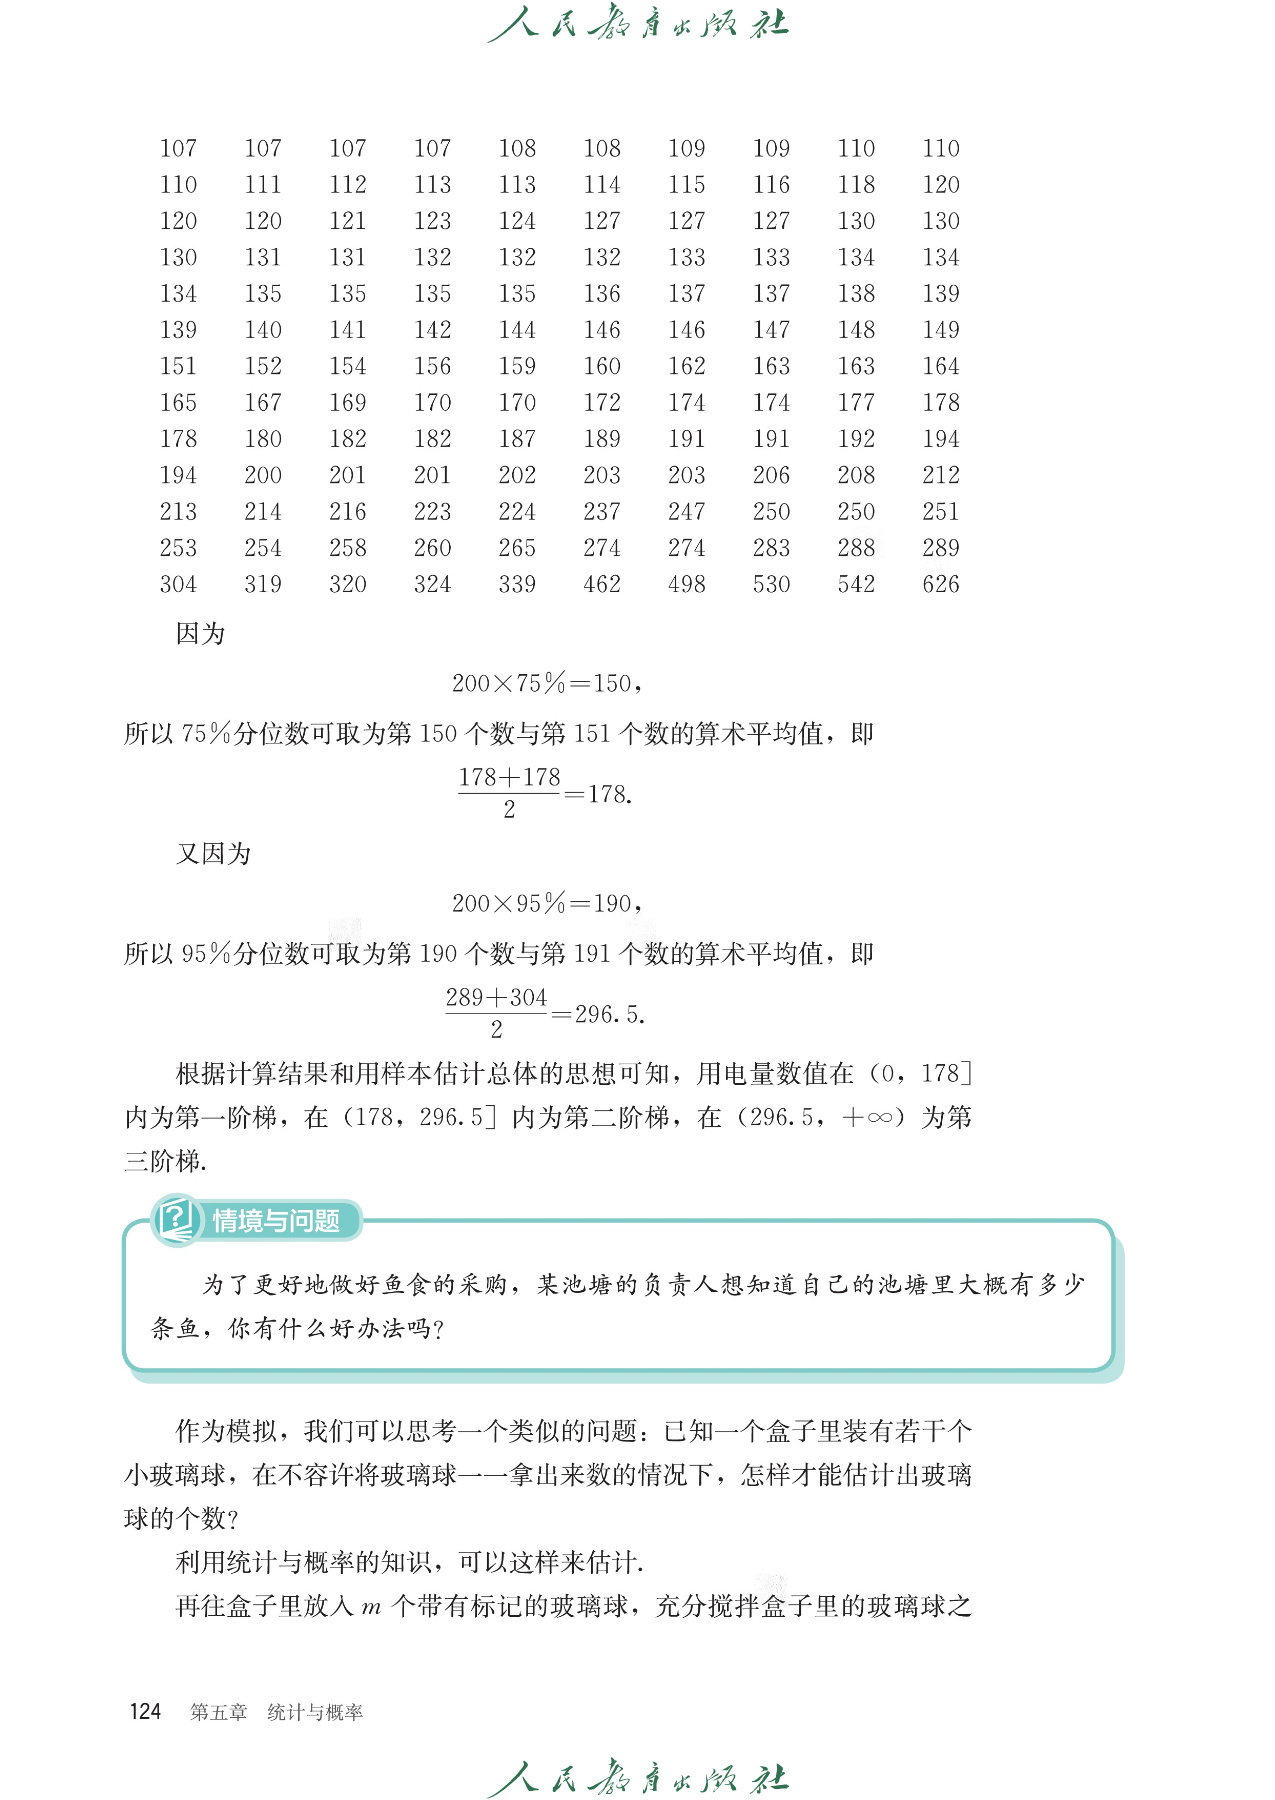 人民教育出版社
107 107 107 107 108 108 109 109 110 110
110 111 112 113 113 114 115 116 118 120
120 120 121 123 124 127 127 127 130 130
130 131 131 132 132 132 133 133 134 134
134 135 135 135 135 136 137 137 138 139
139 140 141 142 144 146 146 147 148 149
151 152 154 156 159 160 162 163 163 164
165 167 169 170 170 172 174 174 177 178
178 180 182 182 187 189 191 191 192 194
194 200 201 201 202 203 203 206 208 212
213 214 216 223 224 237 247 250 250 251
253 254 258 260 265 274 274 283 288 289
304 319 320 324 339 462 498 530 542 626
因为
200×75%=150，
所以 75%分位数可取为第 150 个数与第 151 个数的算术平均值，即
178+178
2
=178.
又因为
200×95%=190，
所以 95%分位数可取为第 190 个数与第 191 个数的算术平均值，即
289+304
2
=296.5.
根据计算结果和用样本估计总体的思想可知，用电量数值在（0，178］
内为第一阶梯，在（178，296.5］内为第二阶梯，在（296.5，+∞）为第
三阶梯.
? 情境与问题
为了更好地做好鱼食的采购，某池塘的负责人想知道自己的池塘里大概有多少
条鱼，你有什么好办法吗？
作为模拟，我们可以思考一个类似的问题：已知一个盒子里装有若干个
小玻璃球，在不容许将玻璃球一一拿出来数的情况下，怎样才能估计出玻璃
球的个数？
利用统计与概率的知识，可以这样来估计.
再往盒子里放入 m 个带有标记的玻璃球，充分搅拌盒子里的玻璃球之
124 第五章 统计与概率
人民教育出版社